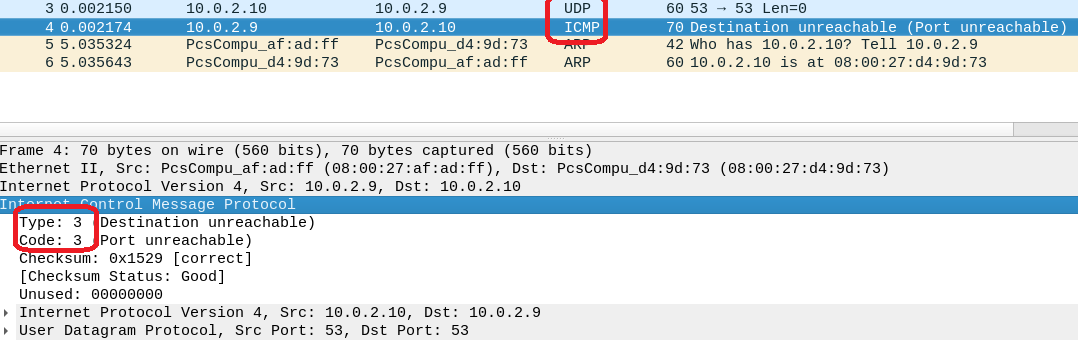 3 0.002150 10.0.2.10 10.0.2.9 UDP 60 53 → 53 Len=0
4 0.002174 10.0.2.9 10.0.2.10 ICMP 70 Destination unreachable (Port unreachable)
5 5.035324 PcsCompu_af:ad:ff PcsCompu_d4:9d:73 ARP 42 Who has 10.0.2.10? Tell 10.0.2.9
6 5.035643 PcsCompu_d4:9d:73 PcsCompu_af:ad:ff ARP 60 10.0.2.10 is at 08:00:27:d4:9d:73
Frame 4: 70 bytes on wire (560 bits), 70 bytes captured (560 bits)
Ethernet II, Src: PcsCompu_af:ad:ff (08:00:27:af:ad:ff), Dst: PcsCompu_d4:9d:73 (08:00:27:d4:9d:73)
Internet Protocol Version 4, Src: 10.0.2.9, Dst: 10.0.2.10
Internet Control Message Protocol
Type: 3 (Destination unreachable)
Code: 3 (Port unreachable)
Checksum: 0x1529 [correct]
[Checksum Status: Good]
Unused: 00000000
Internet Protocol Version 4, Src: 10.0.2.10, Dst: 10.0.2.9
User Datagram Protocol, Src Port: 53, Dst Port: 53